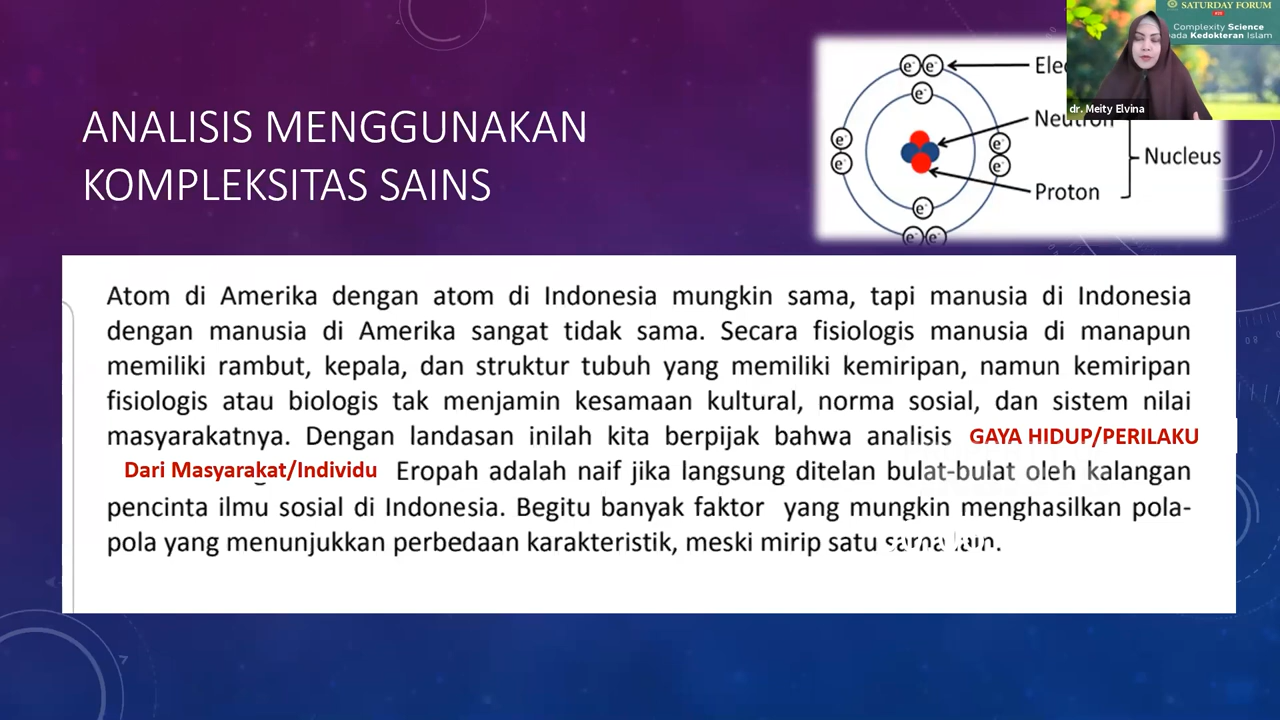 SATURDAY FORUM
Complexity Science
pada Kedokteran Islam
dr. Meity Elvina
ANALISIS MENGGUNAKAN
KOMPLEKSITAS SAINS
e- e-
e-
e-
e-
e-
e-
e-
e- e-
Neutron
Proton
Nucleus
Atom di Amerika dengan atom di Indonesia mungkin sama, tapi manusia di Indonesia
dengan manusia di Amerika sangat tidak sama. Secara fisiologis manusia di manapun
memiliki rambut, kepala, dan struktur tubuh yang memiliki kemiripan, namun kemiripan
fisiologis atau biologis tak menjamin kesamaan kultural, norma sosial, dan sistem nilai
masyarakatnya. Dengan landasan inilah kita berpijak bahwa analisis GAYA HIDUP/PERILAKU
Dari Masyarakat/Individu Eropah adalah naif jika langsung ditelan bulat-bulat oleh kalangan
pencinta ilmu sosial di Indonesia. Begitu banyak faktor yang mungkin menghasilkan pola-
pola yang menunjukkan perbedaan karakteristik, meski mirip satu sama lain.